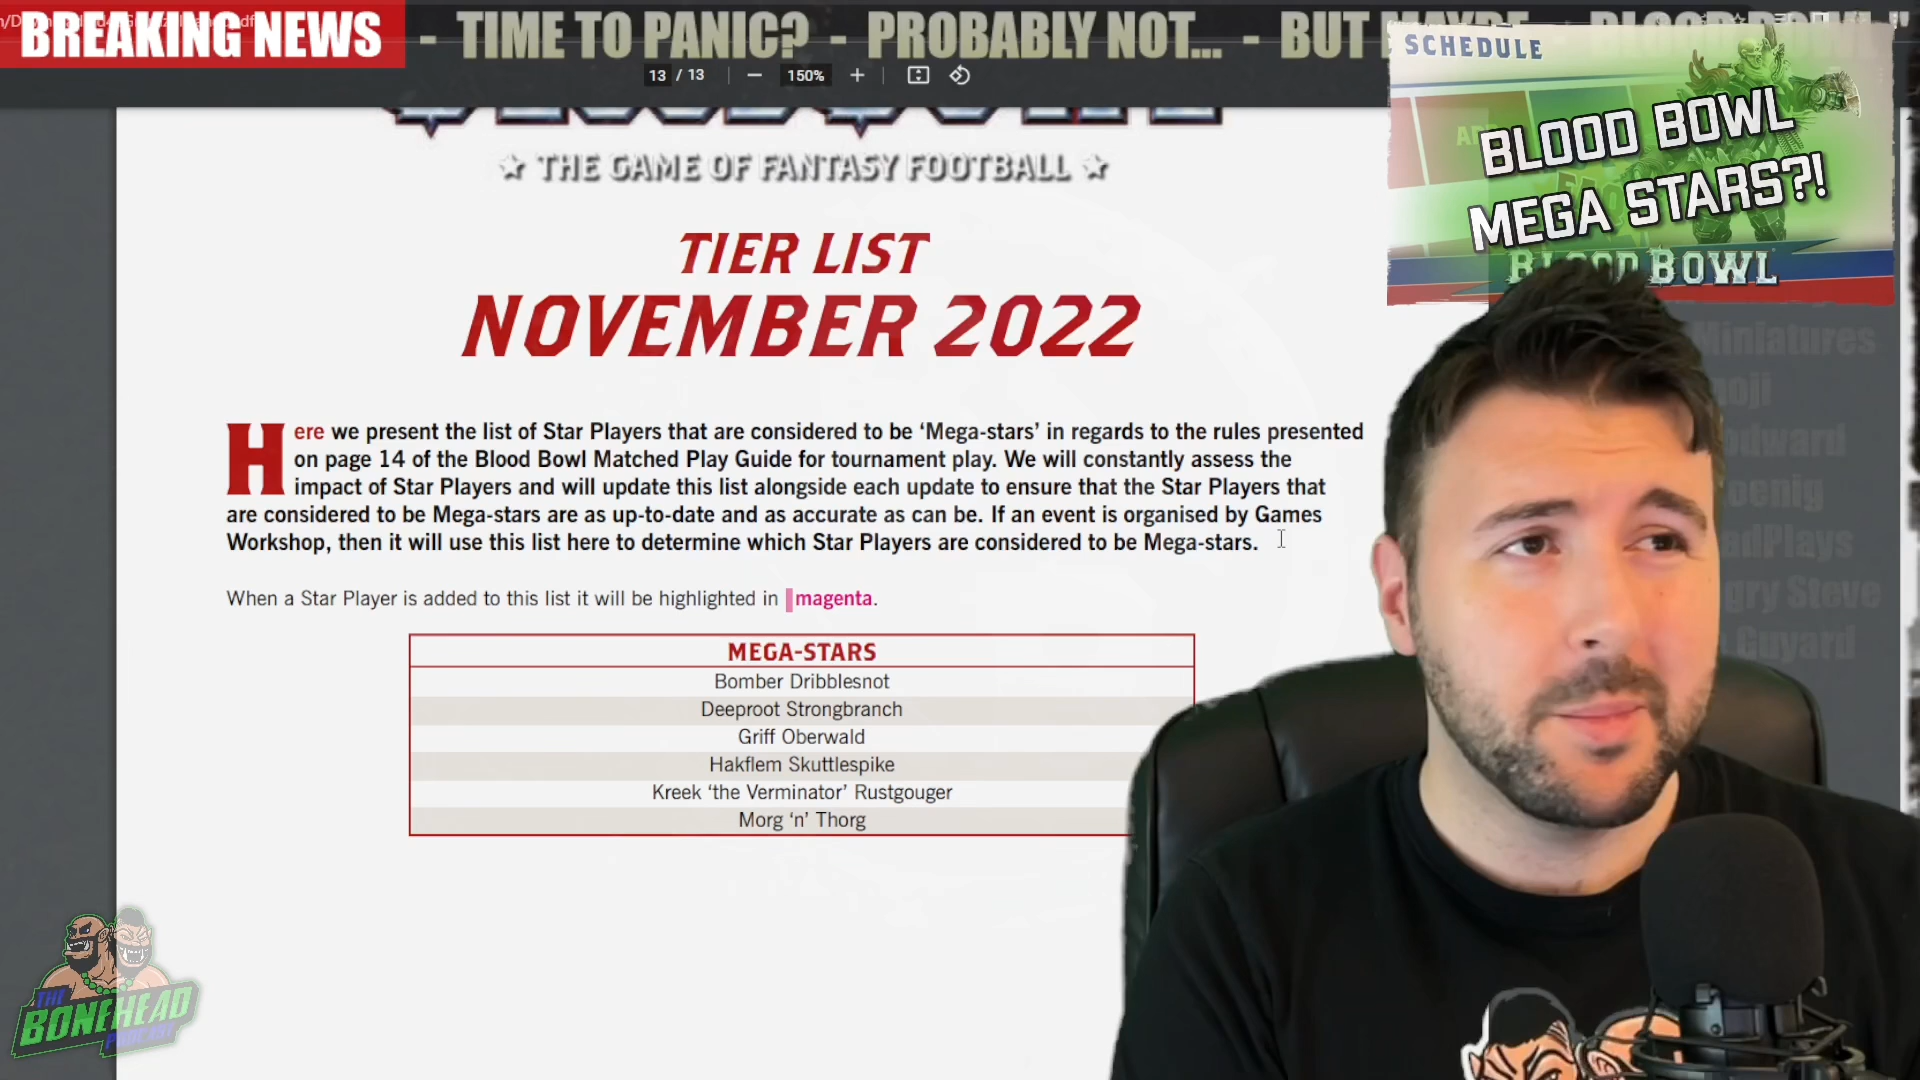 BREAKING NEWS - TIME TO PANIC? - PROBABLY NOT... - BUT
13 / 13
150%
SCHEDULE
BLOOD BOWL
MEGA STARS?!
BLOOD BOWL
★ THE GAME OF FANTASY FOOTBALL ★
TIER LIST
NOVEMBER 2022
Here we present the list of Star Players that are considered to be ‘Mega-stars’ in regards to the rules presented
on page 14 of the Blood Bowl Matched Play Guide for tournament play. We will constantly assess the
impact of Star Players and will update this list alongside each update to ensure that the Star Players that
are considered to be Mega-stars are as up-to-date and as accurate as can be. If an event is organised by Games
Workshop, then it will use this list here to determine which Star Players are considered to be Mega-stars.
When a Star Player is added to this list it will be highlighted in magenta.
MEGA-STARS
Bomber Dribblesnot
Deeproot Strongbranch
Griff Oberwald
Hakflem Skuttlespike
Kreek ‘the Verminator’ Rustgouger
Morg ‘n’ Thorg
Miniatures
Steve
Guyard
THE
BONEHEAD
PODCAST